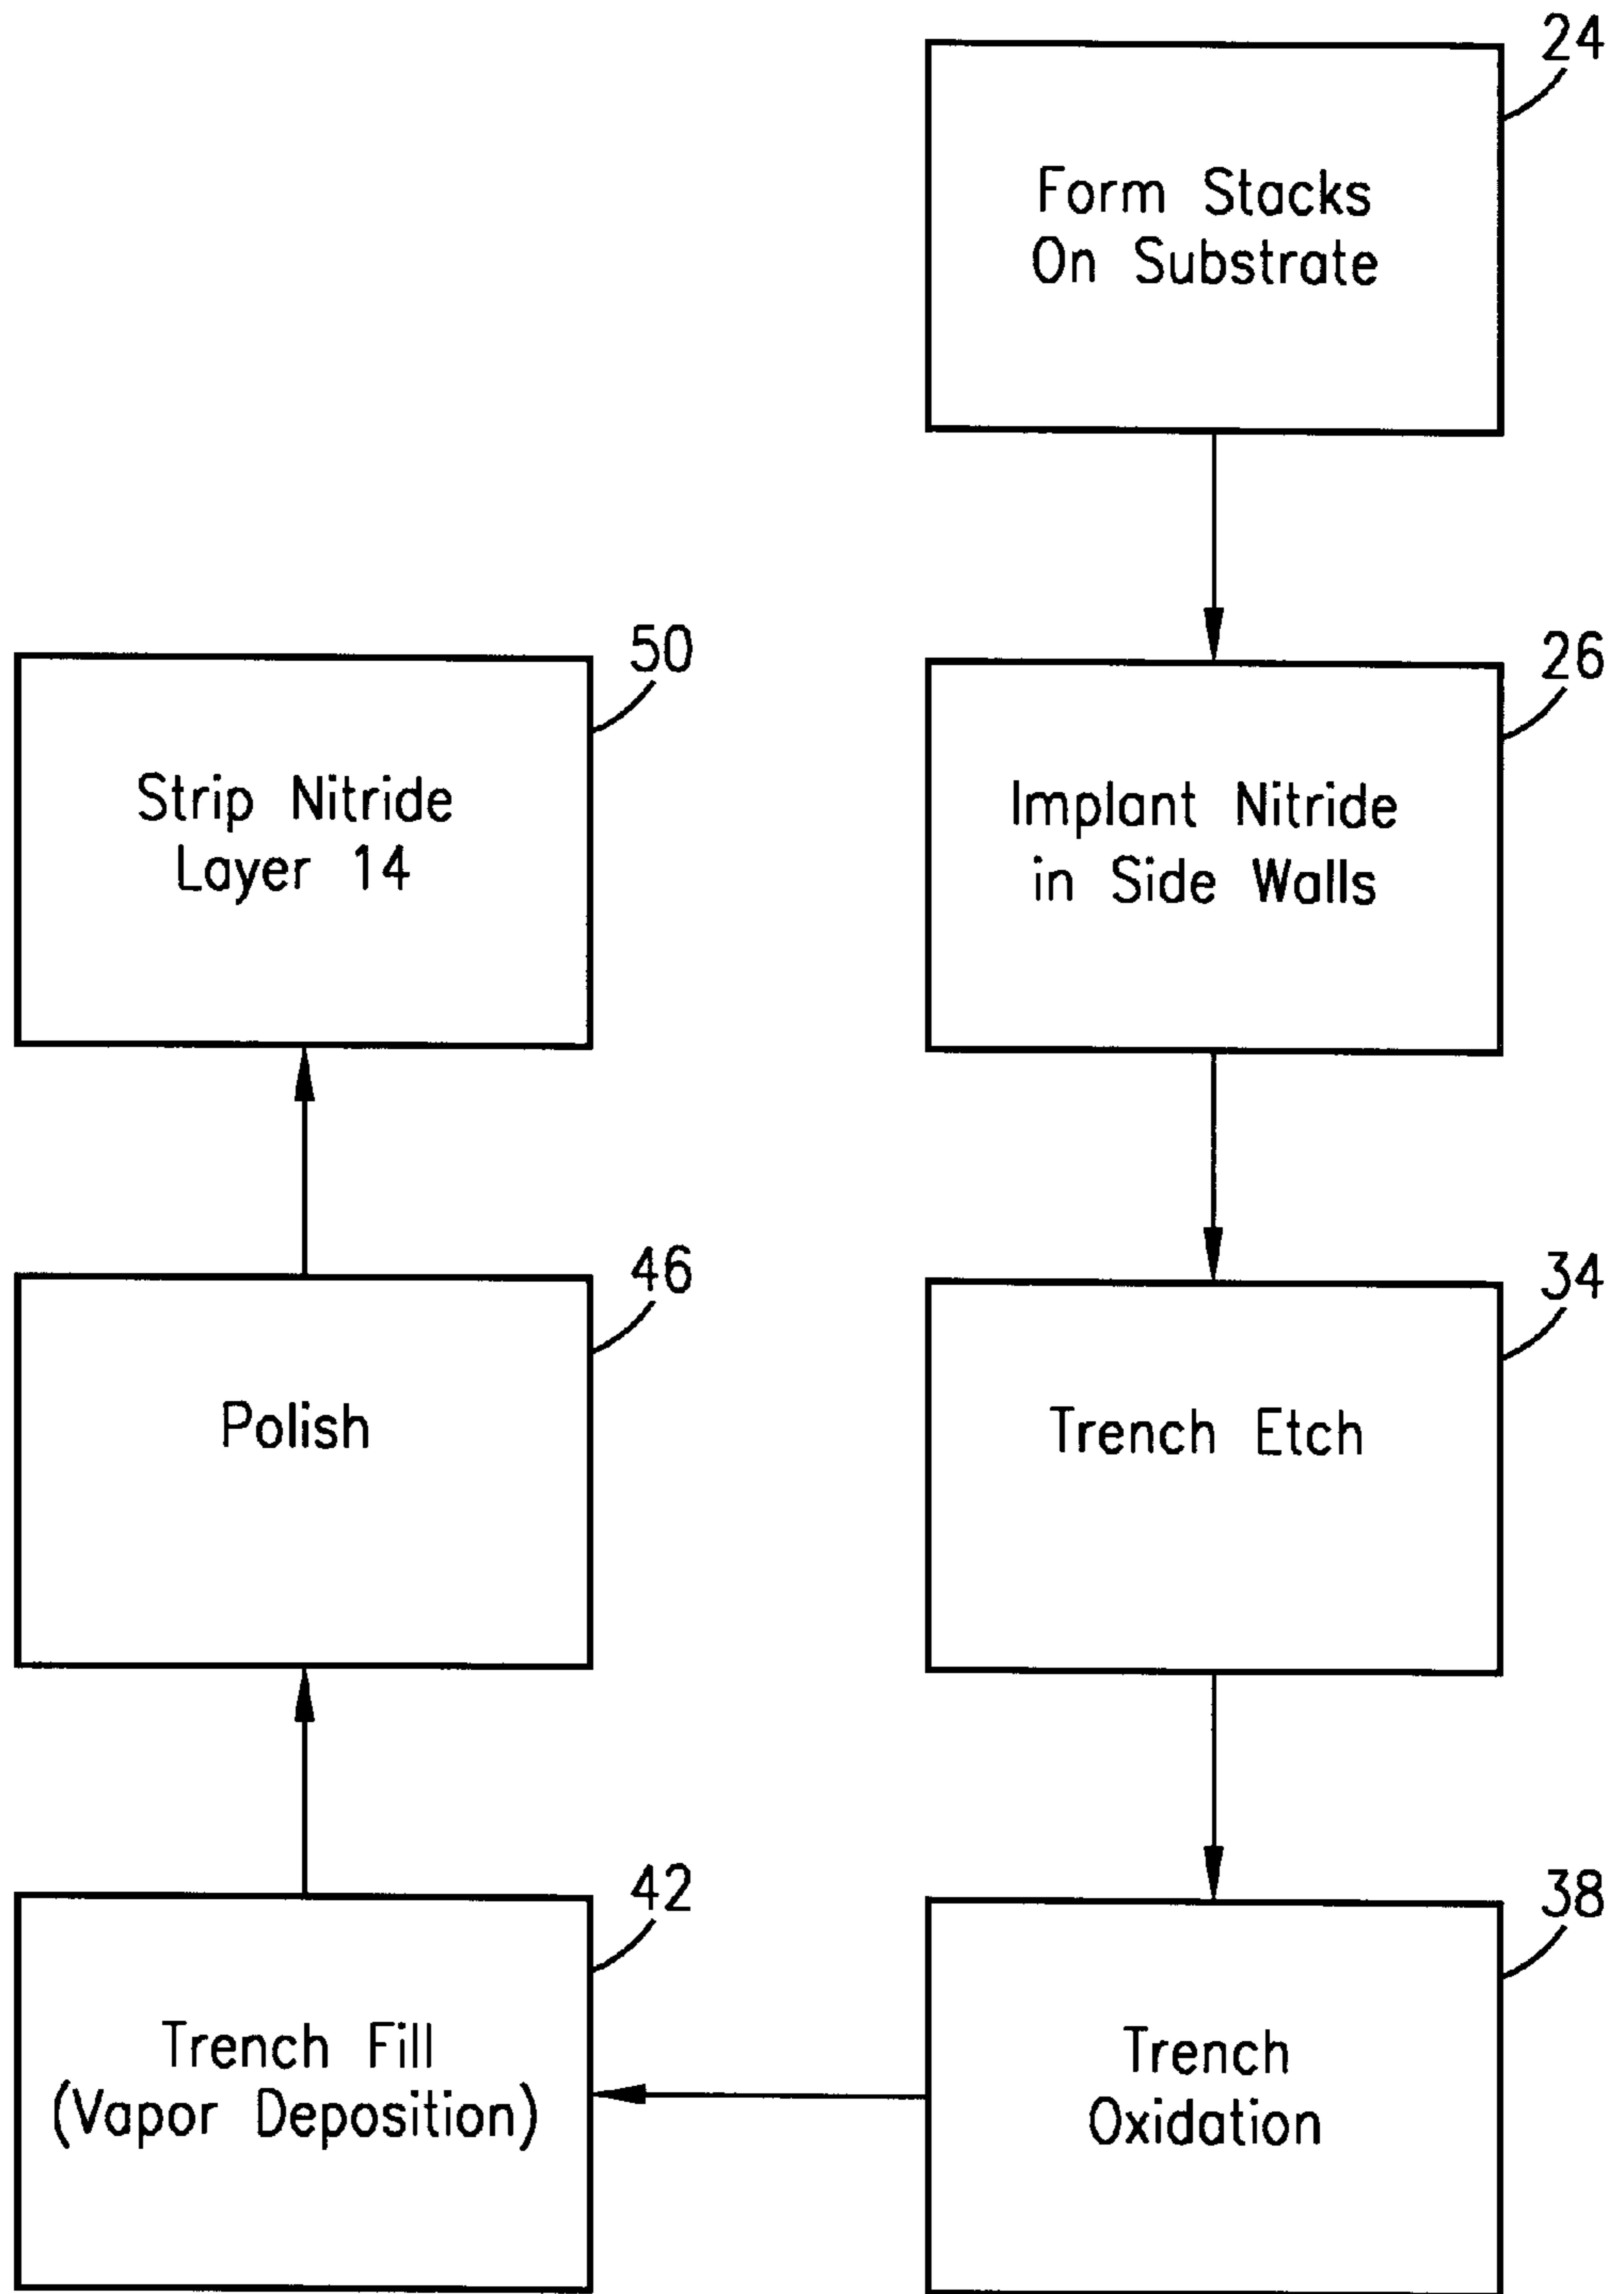 24
Form Stacks
On Substrate
26
Implant Nitride
in Side Walls
34
Trench Etch
38
Trench
Oxidation
42
Trench Fill
(Vapor Deposition)
46
Polish
50
Strip Nitride
Layer 14